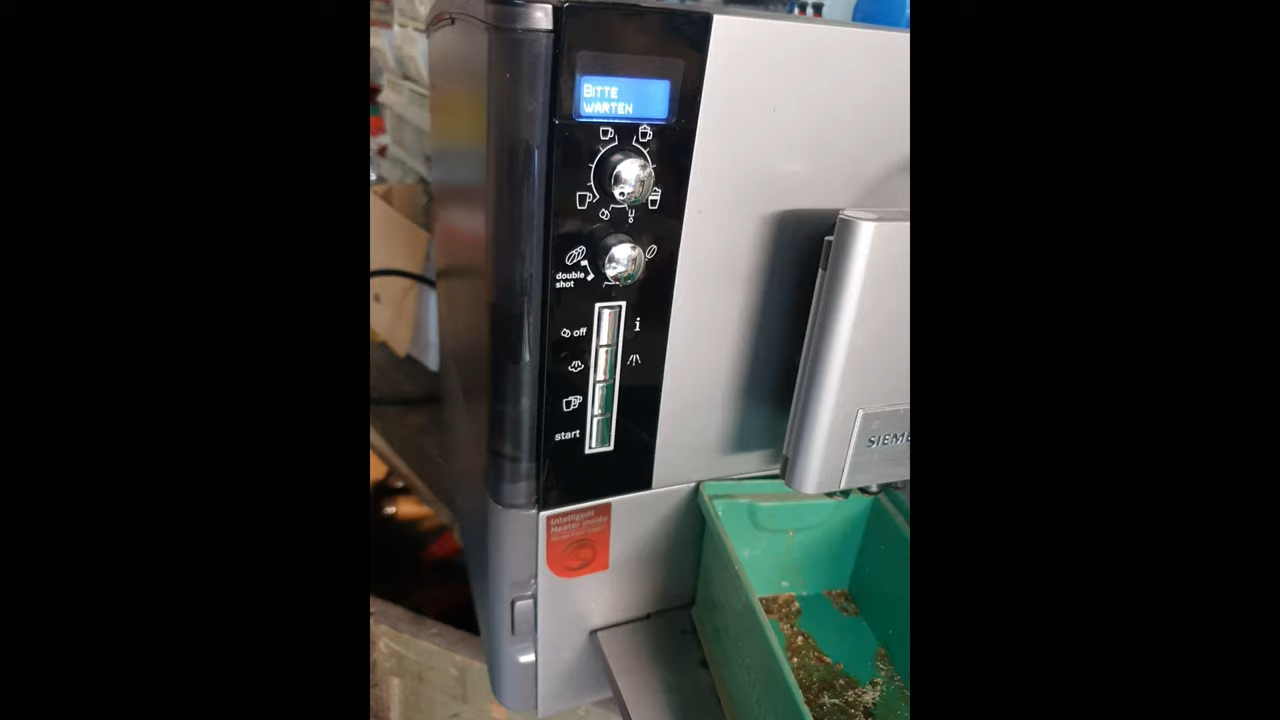 BITTE
WARTEN
double
shot
off
i
start
SIEME
Intelligent
Heater inside